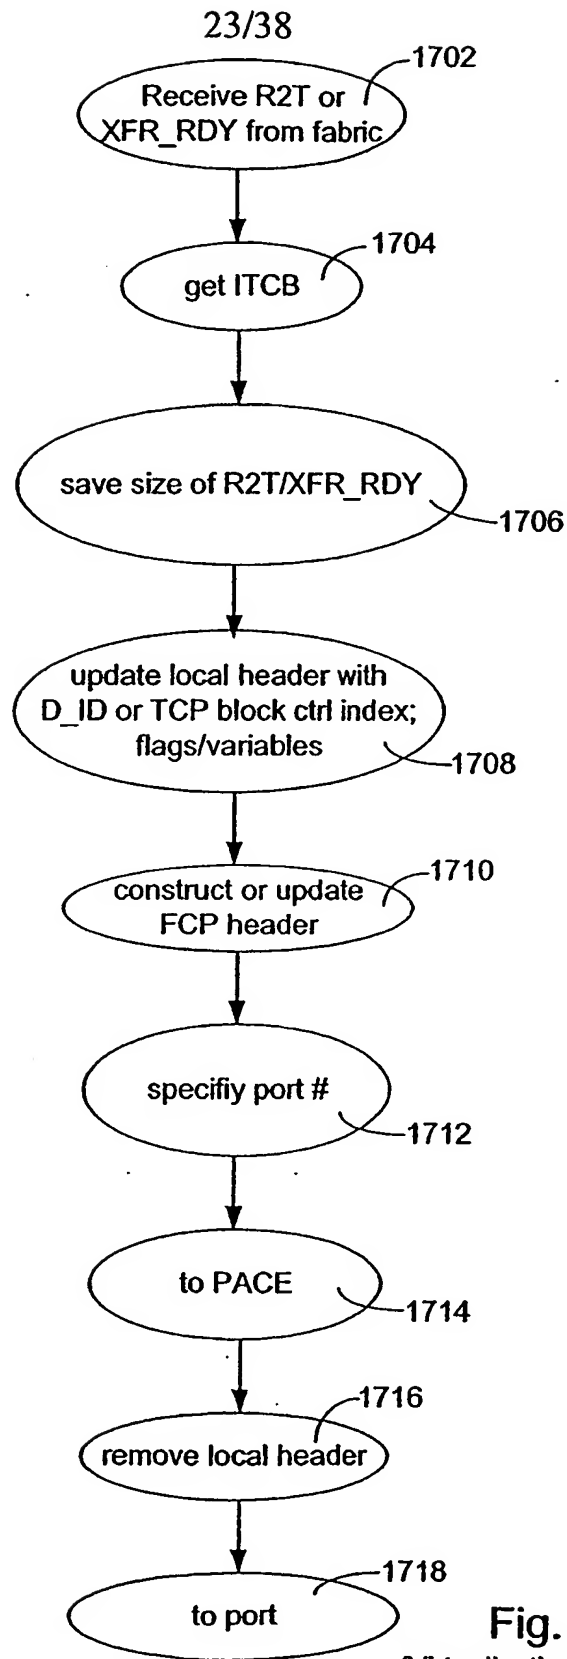 23/38
1702
Receive R2T or
XFR_RDY from fabric
1704
get ITCB
save size of R2T/XFR_RDY
1706
update local header with
D_ID or TCP block ctrl index;
flags/variables
1708
1710
construct or update
FCP header
specifiy port #
1712
to PACE
1714
1716
remove local header
1718
to port
Fig.